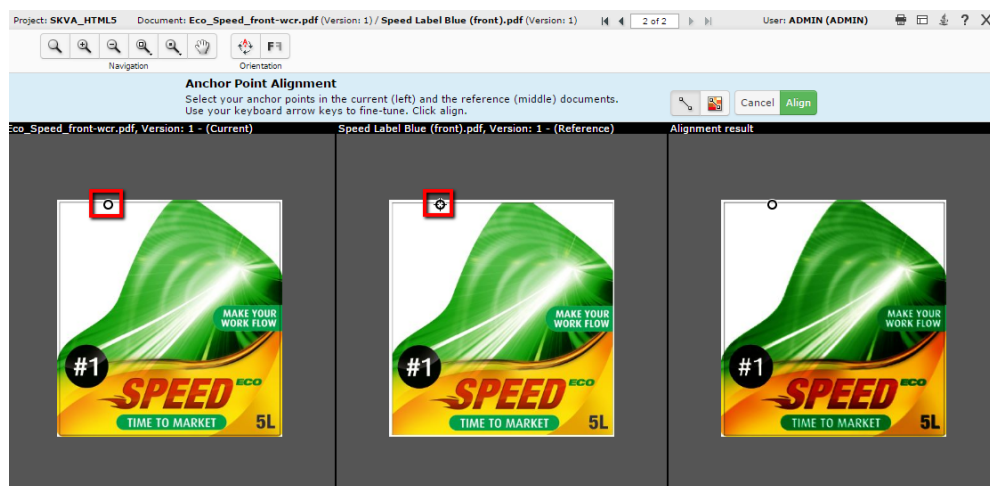 Project: SKVA_HTML5 Document: Eco_Speed_front-wcr.pdf (Version: 1) / Speed Label Blue (front).pdf (Version: 1) 2 of 2 User: ADMIN (ADMIN) ? X
Navigation Orientation
Anchor Point Alignment
Select your anchor points in the current (left) and the reference (middle) documents.
Use your keyboard arrow keys to fine-tune. Click align.
Cancel Align
Eco_Speed_front-wcr.pdf, Version: 1 - (Current) Speed Label Blue (front).pdf, Version: 1 - (Reference) Alignment result
MAKE YOUR
WORK FLOW
#1
SPEED ECO
TIME TO MARKET 5L
MAKE YOUR
WORK FLOW
#1
SPEED ECO
TIME TO MARKET 5L
MAKE YOUR
WORK FLOW
#1
SPEED ECO
TIME TO MARKET 5L